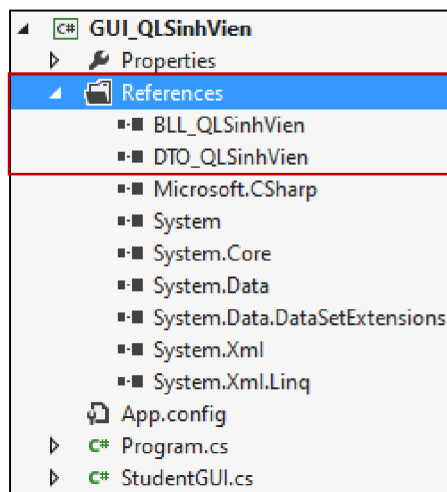 C# GUI_QLSinhVien
Properties
References
BLL_QLSinhVien
DTO_QLSinhVien
Microsoft.CSharp
System
System.Core
System.Data
System.Data.DataSetExtensions
System.Xml
System.Xml.Linq
App.config
C# Program.cs
C# StudentGUI.cs